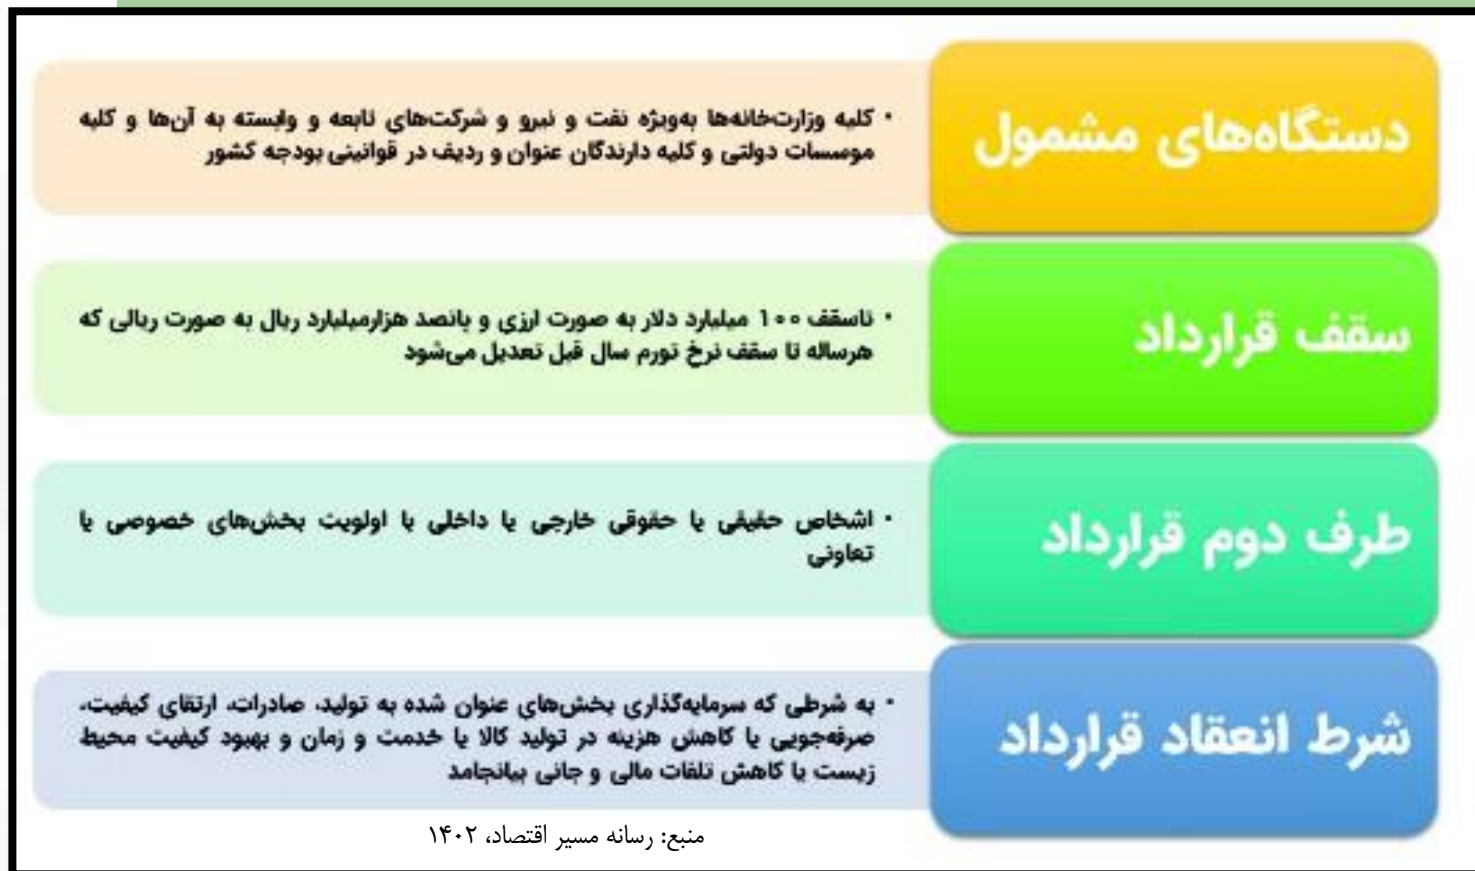 دستگاه‌های مشمول
• کلیه وزارت‌خانه‌ها به‌ویژه نفت و نیرو و شرکت‌های تابعه و وابسته به آن‌ها و کلیه
موسسات دولتی و کلیه دارندگان عنوان و ردیف در قوانینی بودجه کشور
سقف قرارداد
• تاسقف ۱۰۰ میلیارد دلار به صورت ارزی و پانصد هزارمیلیارد ریال به صورت ریالی که
هرساله تا سقف نرخ تورم سال قبل تعدیل می‌شود
طرف دوم قرارداد
• اشخاص حقیقی یا حقوقی خارجی یا داخلی با اولویت بخش‌های خصوصی یا
تعاونی
شرط انعقاد قرارداد
• به شرطی که سرمایه‌گذاری بخش‌های عنوان شده به تولید، صادرات، ارتقای کیفیت،
صرفه‌جویی یا کاهش هزینه در تولید کالا یا خدمت و زمان و بهبود کیفیت محیط
زیست یا کاهش تلفات مالی و جانی بیانجامد
منبع: رسانه مسیر اقتصاد، ۱۴۰۲